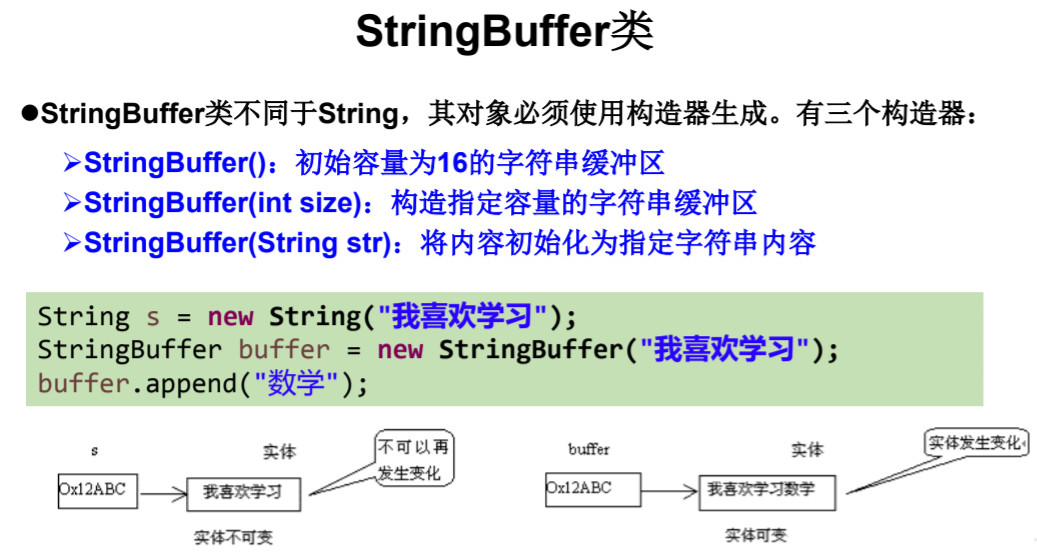 StringBuffer类
●StringBuffer类不同于String，其对象必须使用构造器生成。有三个构造器：
➢StringBuffer()：初始容量为16的字符串缓冲区
➢StringBuffer(int size)：构造指定容量的字符串缓冲区
➢StringBuffer(String str)：将内容初始化为指定字符串内容
String s = new String("我喜欢学习");
StringBuffer buffer = new StringBuffer("我喜欢学习");
buffer.append("数学");
s
实体
不可以再
发生变化
0x12ABC
我喜欢学习
实体不可变
buffer
实体
实体发生变化
0x12ABC
我喜欢学习数学
实体可变